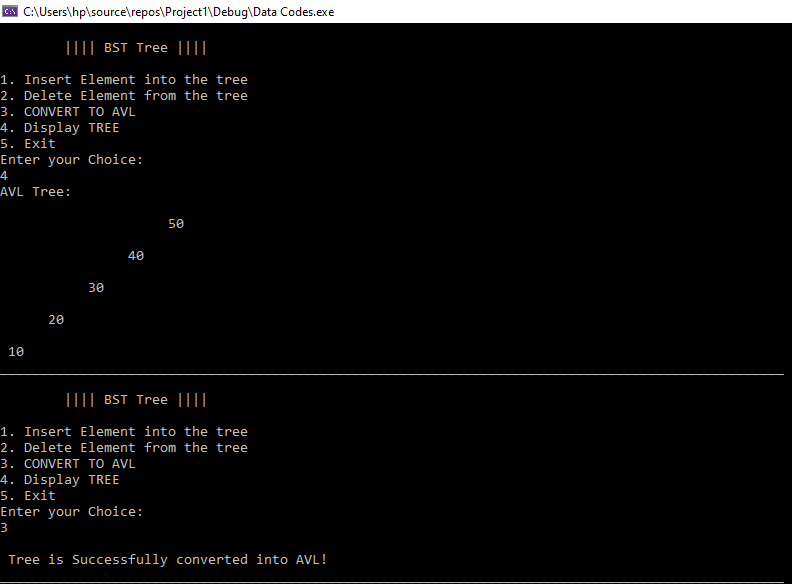 C:\Users\hp\source\repos\Project1\Debug\Data Codes.exe
|||| BST Tree ||||
1. Insert Element into the tree
2. Delete Element from the tree
3. CONVERT TO AVL
4. Display TREE
5. Exit
Enter your Choice:
4
AVL Tree:
50
40
30
20
10
|||| BST Tree ||||
1. Insert Element into the tree
2. Delete Element from the tree
3. CONVERT TO AVL
4. Display TREE
5. Exit
Enter your Choice:
3
Tree is Successfully converted into AVL!